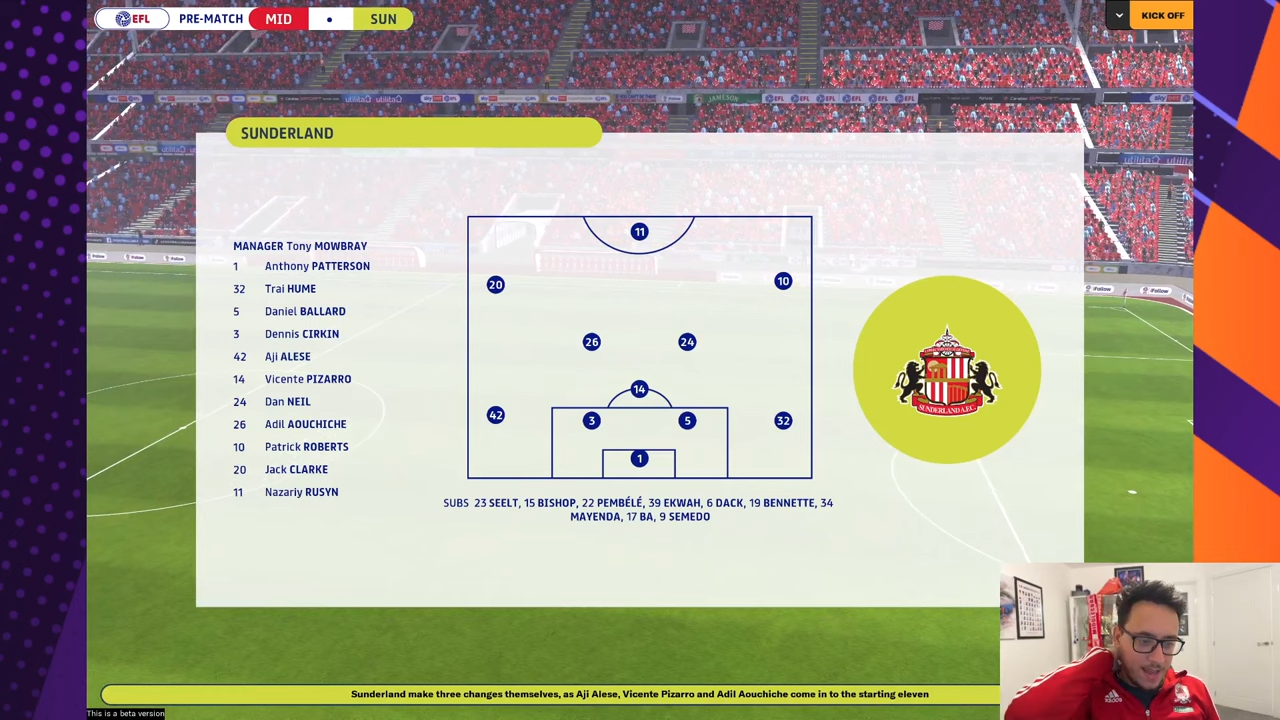 EFL PRE-MATCH MID • SUN
KICK OFF
SUNDERLAND
MANAGER Tony MOWBRAY
1 Anthony PATTERSON
32 Trai HUME
5 Daniel BALLARD
3 Dennis CIRKIN
42 Aji ALESE
14 Vicente PIZARRO
24 Dan NEIL
26 Adil AOUCHICHE
10 Patrick ROBERTS
20 Jack CLARKE
11 Nazariy RUSYN
11
20
10
26
24
14
42
3
5
32
1
SUNDERLAND A.F.C.
SUBS 23 SEELT, 15 BISHOP, 22 PEMBÉLÉ, 39 EKWAH, 6 DACK, 19 BENNETTE, 34
MAYENDA, 17 BA, 9 SEMEDO
Sunderland make three changes themselves, as Aji Alese, Vicente Pizarro and Adil Aouchiche come in to the starting eleven
This is a beta version
adidas